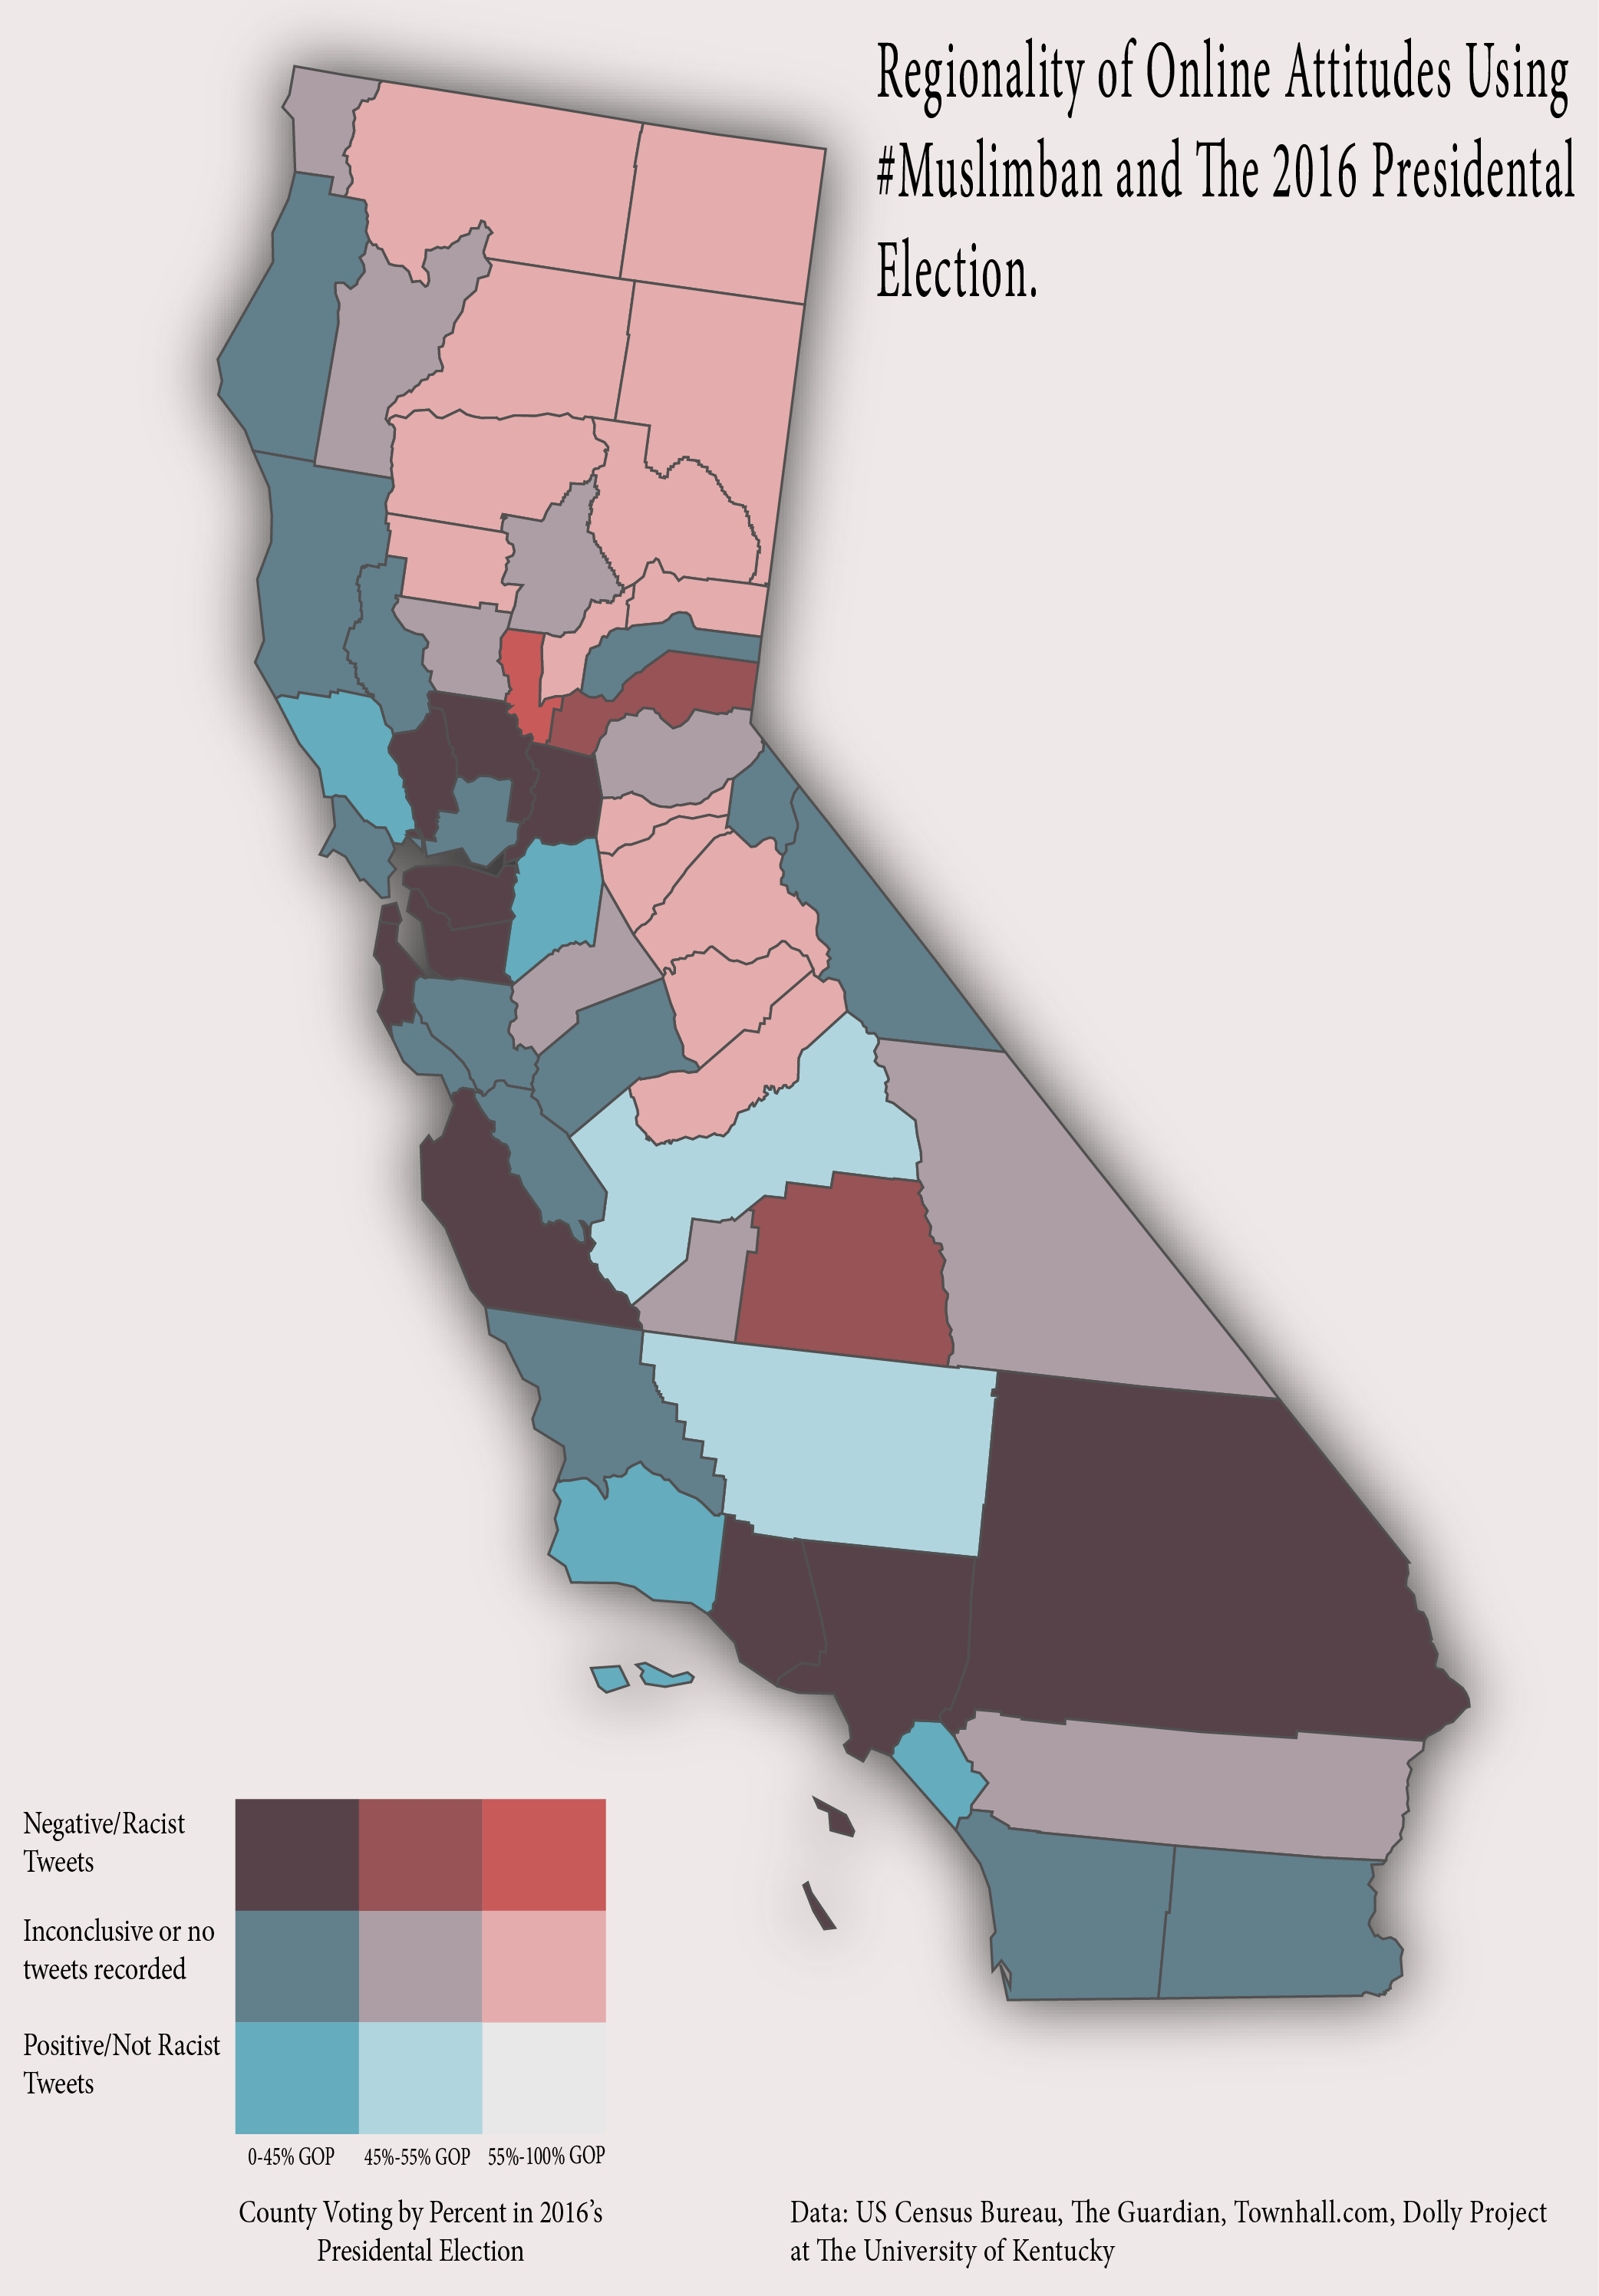 Regionality of Online Attitudes Using
#Muslimban and The 2016 Presidental
Election.
Negative/Racist
Tweets
Inconclusive or no
tweets recorded
Positive/Not Racist
Tweets
0-45% GOP
45%-55% GOP
55%-100% GOP
County Voting by Percent in 2016’s
Presidental Election
Data: US Census Bureau, The Guardian, Townhall.com, Dolly Project
at The University of Kentucky